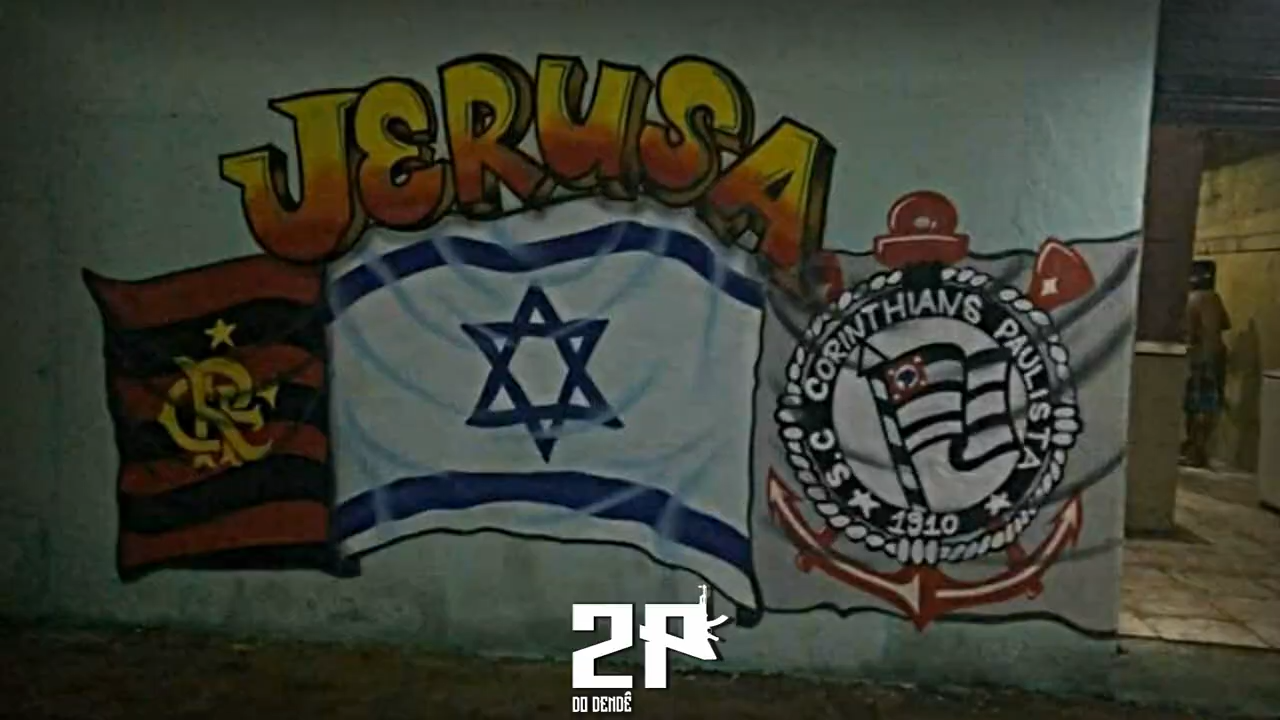 JERUSA
CRF
S.C CORINTHIANS PAULISTA
1910
2P
DO DENDÊ